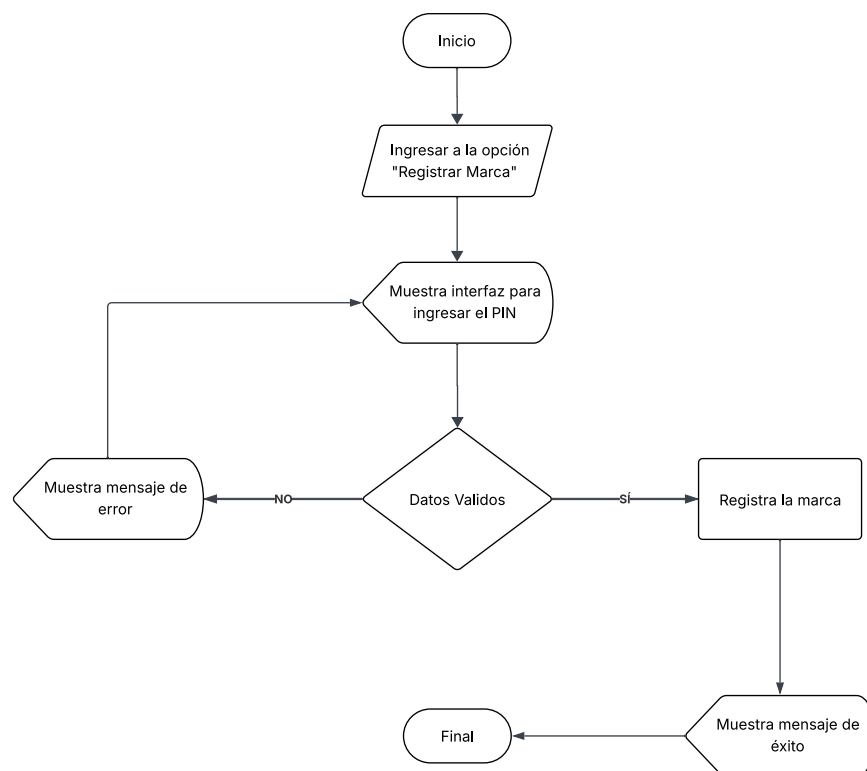 Inicio
Ingresar a la opción
"Registrar Marca"
Muestra interfaz para
ingresar el PIN
Muestra mensaje de
error
NO
Datos Validos
SÍ
Registra la marca
Final
Muestra mensaje de
éxito